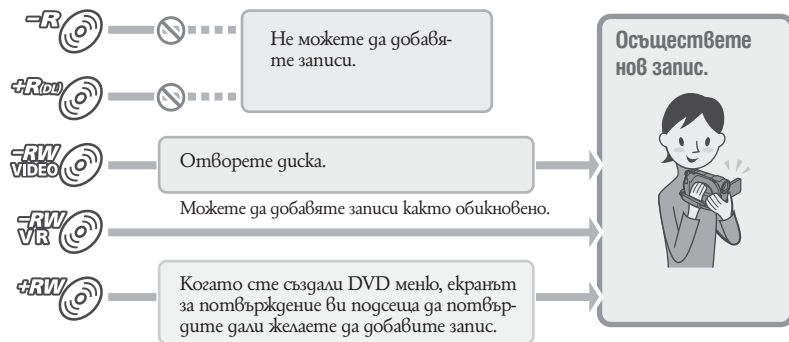 -R
Не можете да добавя-
те записи.
+R(DL)
-RW
VIDEO
Отворете диска.
-RW
VR
Можете да добавяте записи както обикновено.
+RW
Когато сте създали DVD меню, екранът
за потвърждение ви подсеща да потвър-
дите дали желаете да добавите запис.
Осъществете
нов запис.